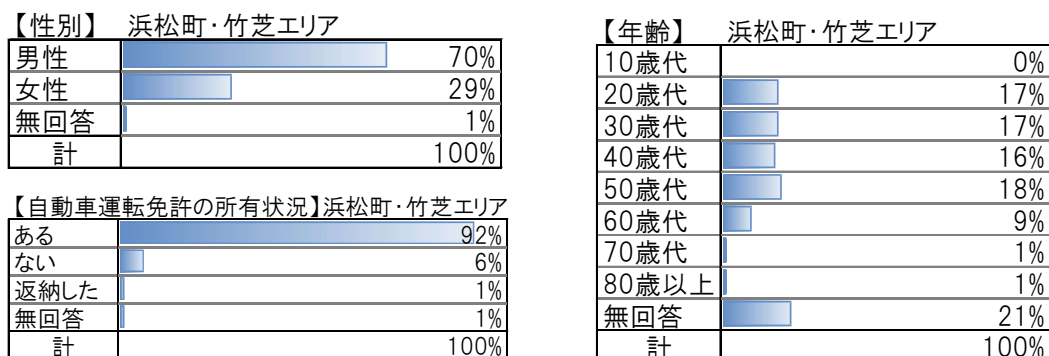 【性別】 浜松町・竹芝エリア
男性 70%
女性 29%
無回答 1%
計 100%
【自動車運転免許の所有状況】浜松町・竹芝エリア
ある 92%
ない 6%
返納した 1%
無回答 1%
計 100%
【年齢】 浜松町・竹芝エリア
10歳代 0%
20歳代 17%
30歳代 17%
40歳代 16%
50歳代 18%
60歳代 9%
70歳代 1%
80歳以上 1%
無回答 21%
計 100%